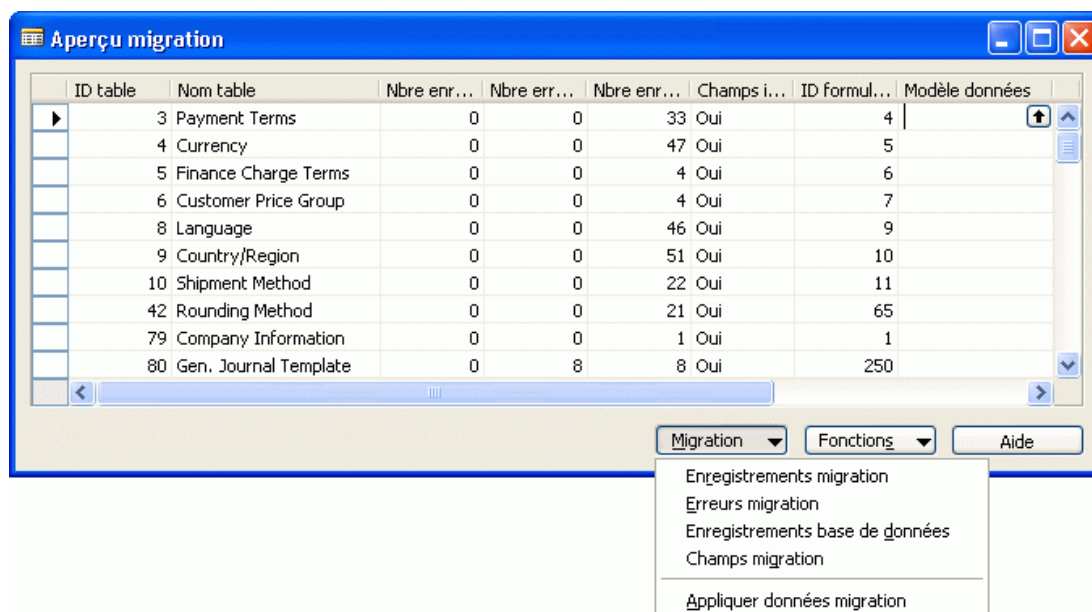 Aperçu migration
ID table Nom table Nbre enr... Nbre err... Nbre enr... Champs i... ID formul... Modèle données
3 Payment Terms 0 0 33 Oui 4
4 Currency 0 0 47 Oui 5
5 Finance Charge Terms 0 0 4 Oui 6
6 Customer Price Group 0 0 4 Oui 7
8 Language 0 0 46 Oui 9
9 Country/Region 0 0 51 Oui 10
10 Shipment Method 0 0 22 Oui 11
42 Rounding Method 0 0 21 Oui 65
79 Company Information 0 0 1 Oui 1
80 Gen. Journal Template 0 8 8 Oui 250
Migration Fonctions Aide
Enregistrements migration
Erreurs migration
Enregistrements base de données
Champs migration
Appliquer données migration